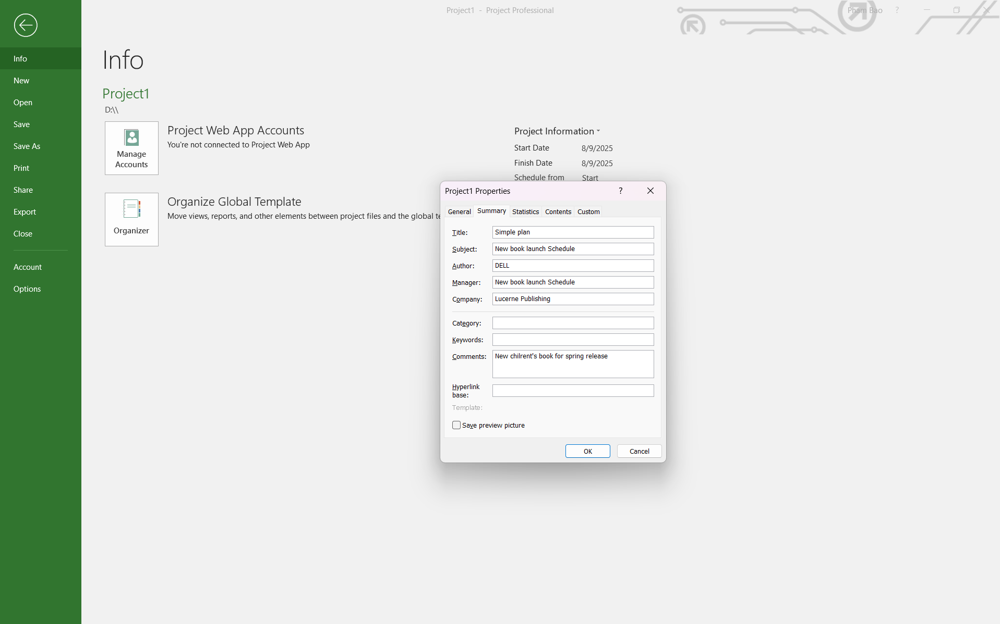 Project1 - Project Professional
Pham Bao
?
Info
New
Open
Save
Save As
Print
Share
Export
Close
Account
Options
Info
Project1
D:\\
Manage
Accounts
Project Web App Accounts
You're not connected to Project Web App
Organizer
Organize Global Template
Move views, reports, and other elements between project files and the global te
Project Information
Start Date 8/9/2025
Finish Date 8/9/2025
Schedule from Start
Project1 Properties ?
General Summary Statistics Contents Custom
Title: Simple plan
Subject: New book launch Schedule
Author: DELL
Manager: New book launch Schedule
Company: Lucerne Publishing
Category:
Keywords:
Comments: New chilrent's book for spring release
Hyperlink
base:
Template:
Save preview picture
OK Cancel